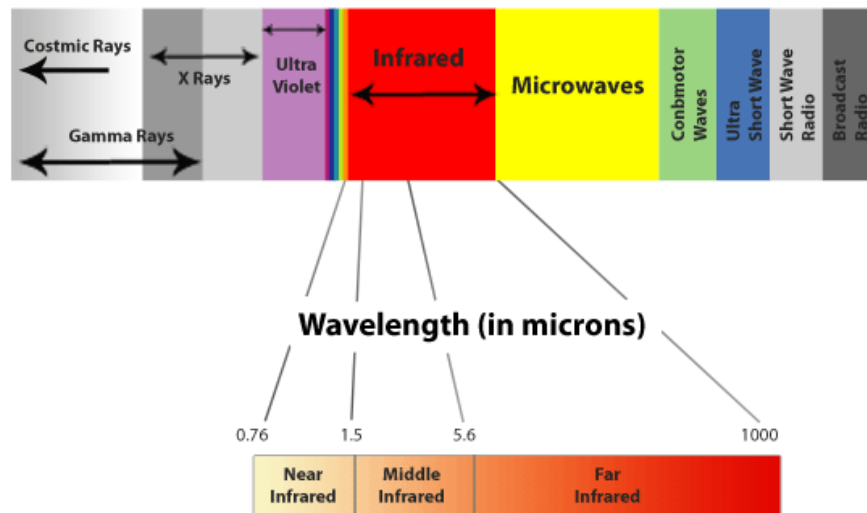 Costmic Rays
X Rays
Gamma Rays
Ultra
Violet
Infrared
Microwaves
Conbmotor
Waves
Ultra
Short Wave
Short Wave
Radio
Broadcast
Radio
Wavelength (in microns)
0.76
1.5
5.6
1000
Near
Infrared
Middle
Infrared
Far
Infrared